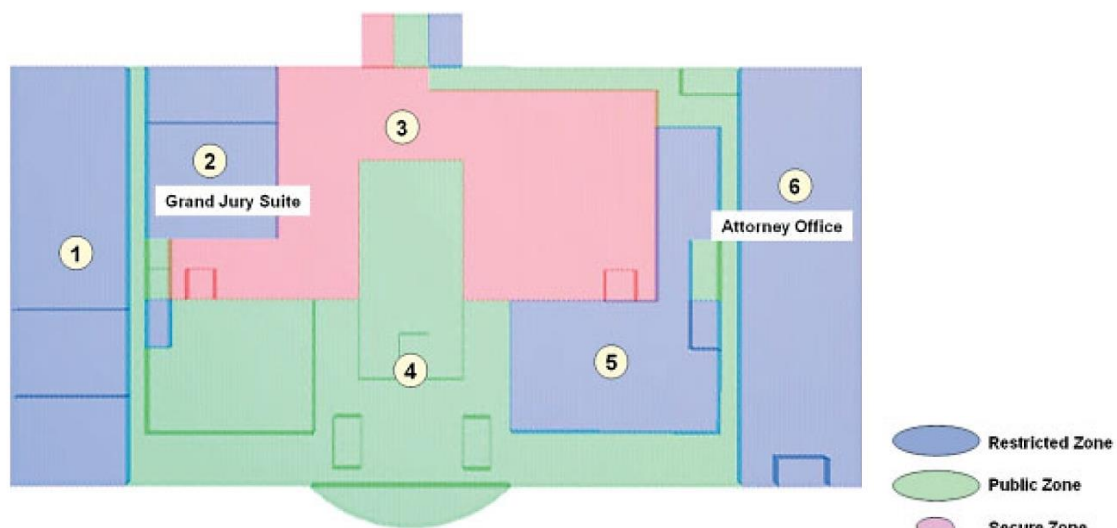 3
2
Grand Jury Suite
6
Attorney Office
1
5
4
Restricted Zone
Public Zone
Secure Zone